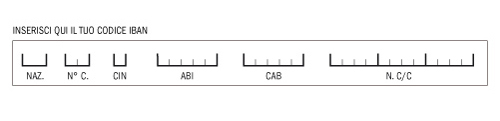 INSERISCI QUI IL TUO CODICE IBAN
NAZ. N° C. CIN ABI CAB N. C/C